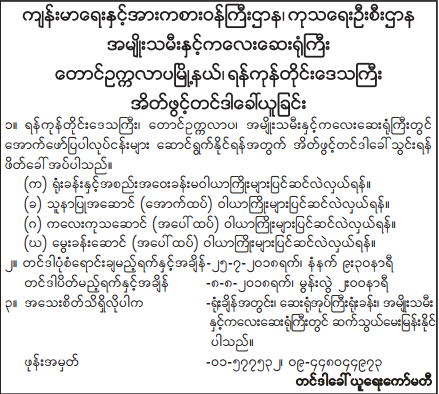 ကျန်းမာရေးနှင့်အားကစားဝန်ကြီးဌာန၊ ကုသရေးဦးစီးဌာန
အမျိုးသမီးနှင့်ကလေးဆေးရုံကြီး
တောင်ဥက္ကလာပမြို့နယ်၊ ရန်ကုန်တိုင်းဒေသကြီး
အိတ်ဖွင့်တင်ဒါခေါ်ယူခြင်း
၁။ ရန်ကုန်တိုင်းဒေသကြီး၊ တောင်ဥက္ကလာပ၊ အမျိုးသမီးနှင့်ကလေးဆေးရုံကြီးတွင်
အောက်ဖော်ပြပါလုပ်ငန်းများ ဆောင်ရွက်နိုင်ရန်အတွက် အိတ်ဖွင့်တင်ဒါခေါ်သွင်းရန်
ဖိတ်ခေါ်အပ်ပါသည်။
(က) ရုံးခန်းနှင့်အစည်းအဝေးခန်းမဝါယာကြိုးများပြင်ဆင်လဲလှယ်ရန်။
(ခ) သူနာပြုအဆောင် (အောက်ထပ်) ဝါယာကြိုးများပြင်ဆင်လဲလှယ်ရန်။
(ဂ) ကလေးကုသဆောင် (အပေါ်ထပ်) ဝါယာကြိုးများပြင်ဆင်လဲလှယ်ရန်။
(ဃ) မွေးခန်းဆောင် (အပေါ်ထပ်) ဝါယာကြိုးများပြင်ဆင်လဲလှယ်ရန်။
၂။ တင်ဒါပုံစံရောင်းချမည့်ရက်နှင့်အချိန် -၂၅-၇-၂၀၁၈ရက်၊ နံနက် ၉း၃၀နာရီ
တင်ဒါပိတ်မည့်ရက်နှင့်အချိန် -၈-၈-၂၀၁၈ရက်၊ မွန်းလွဲ ၂း၀၀နာရီ
၃။ အသေးစိတ်သိရှိလိုပါက -ရုံးချိန်အတွင်း၊ ဆေးရုံအုပ်ကြီးရုံးခန်း၊ အမျိုးသမီး
နှင့်ကလေးဆေးရုံကြီးတွင် ဆက်သွယ်မေးမြန်းနိုင်
ပါသည်။
ဖုန်းအမှတ် -၀၁-၅၇၇၅၃၂၊ ၀၉-၄၄၈၀၄၄၉၇၃
တင်ဒါခေါ်ယူရေးကော်မတီ